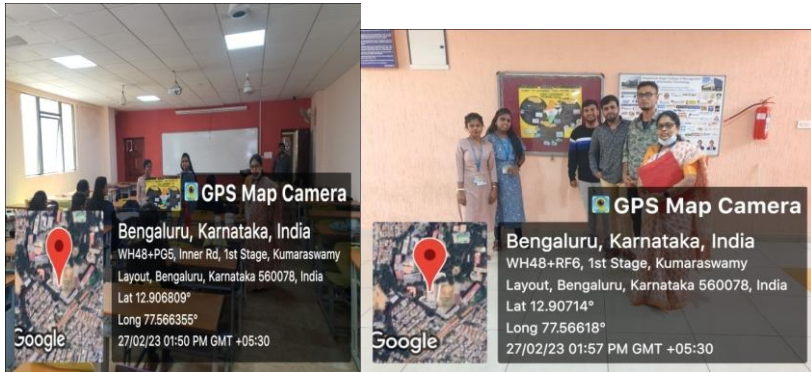 GPS Map Camera
Bengaluru, Karnataka, India
WH48+PG5, Inner Rd, 1st Stage, Kumaraswamy
Layout, Bengaluru, Karnataka 560078, India
Lat 12.906809°
Long 77.566355°
27/02/23 01:50 PM GMT +05:30
Google
GPS Map Camera
Bengaluru, Karnataka, India
WH48+RF6, 1st Stage, Kumaraswamy
Layout, Bengaluru, Karnataka 560078, India
Lat 12.90714°
Long 77.56618°
27/02/23 01:57 PM GMT +05:30
Google